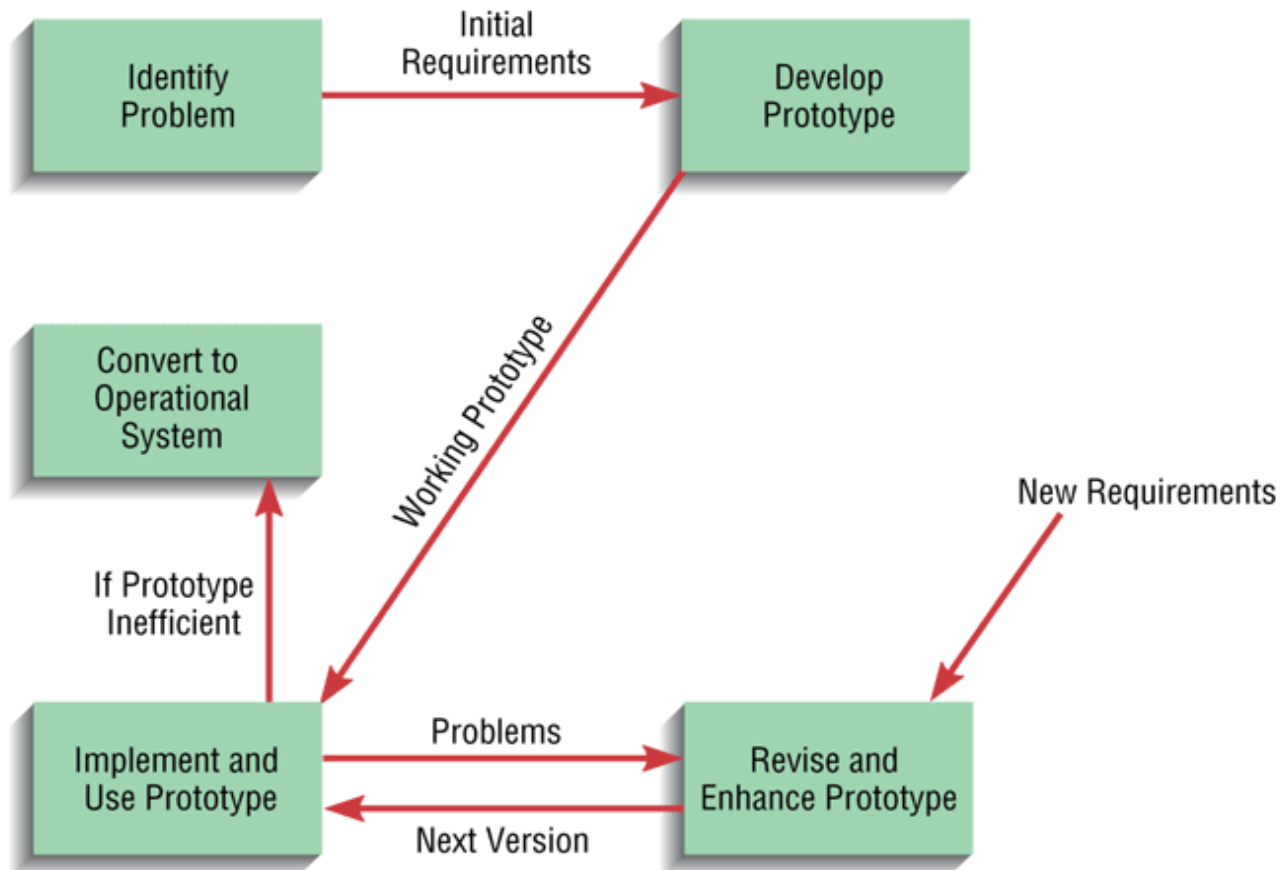 Identify
Problem
Initial
Requirements
Develop
Prototype
Convert to
Operational
System
Working Prototype
New Requirements
If Prototype
Inefficient
Implement and
Use Prototype
Problems
Next Version
Revise and
Enhance Prototype